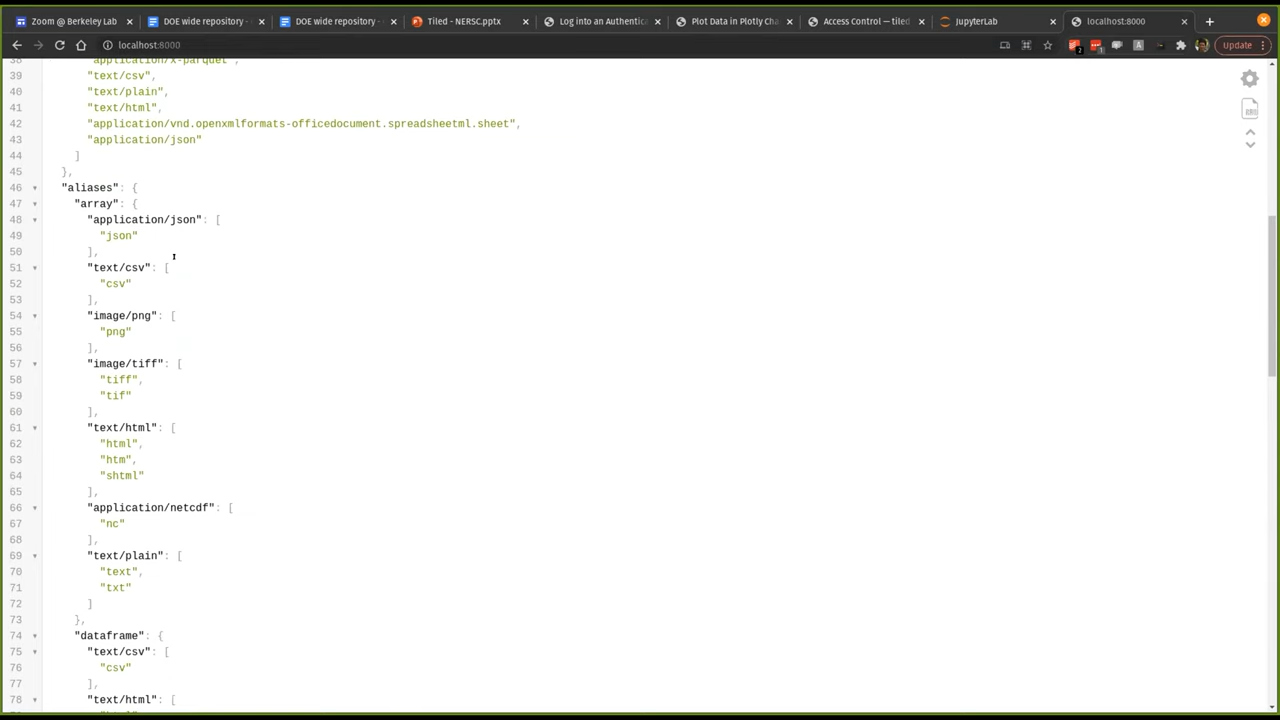 Zoom @ Berkeley Lab
DOE wide repository -
DOE wide repository -
Tiled - NERSC.pptx
Log into an Authentica
Plot Data in Plotly Cha
Access Control — tiled
JupyterLab
localhost:8000
localhost:8000
Update
38 "application/x-parquet",
39 "text/csv",
40 "text/plain",
41 "text/html",
42 "application/vnd.openxmlformats-officedocument.spreadsheetml.sheet",
43 "application/json"
44 ]
45 },
46 "aliases": {
47 "array": {
48 "application/json": [
49 "json"
50 ],
51 "text/csv": [
52 "csv"
53 ],
54 "image/png": [
55 "png"
56 ],
57 "image/tiff": [
58 "tiff",
59 "tif"
60 ],
61 "text/html": [
62 "html",
63 "htm",
64 "shtml"
65 ],
66 "application/netcdf": [
67 "nc"
68 ],
69 "text/plain": [
70 "text",
71 "txt"
72 ]
73 },
74 "dataframe": {
75 "text/csv": [
76 "csv"
77 ],
78 "text/html": [